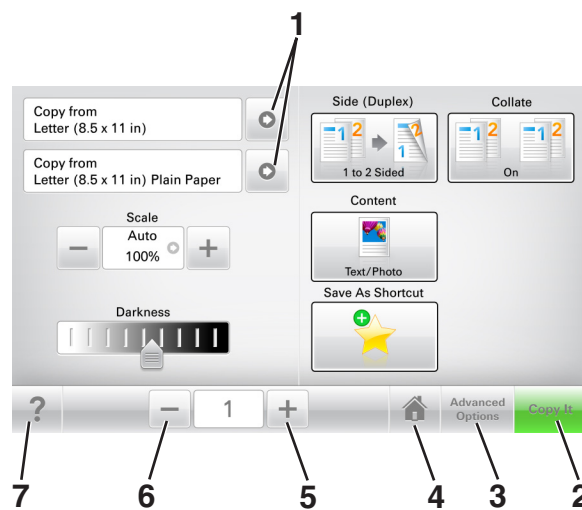 1
Copy from
Letter (8.5 x 11 in)
Copy from
Letter (8.5 x 11 in) Plain Paper
Scale
Auto
100%
Darkness
Side (Duplex)
1 2 2 1
1 to 2 Sided
Collate
1 2 1 2
On
Content
Text/Photo
Save As Shortcut
?
1
Advanced
Options
Copy It
7
6
5
4
3
2